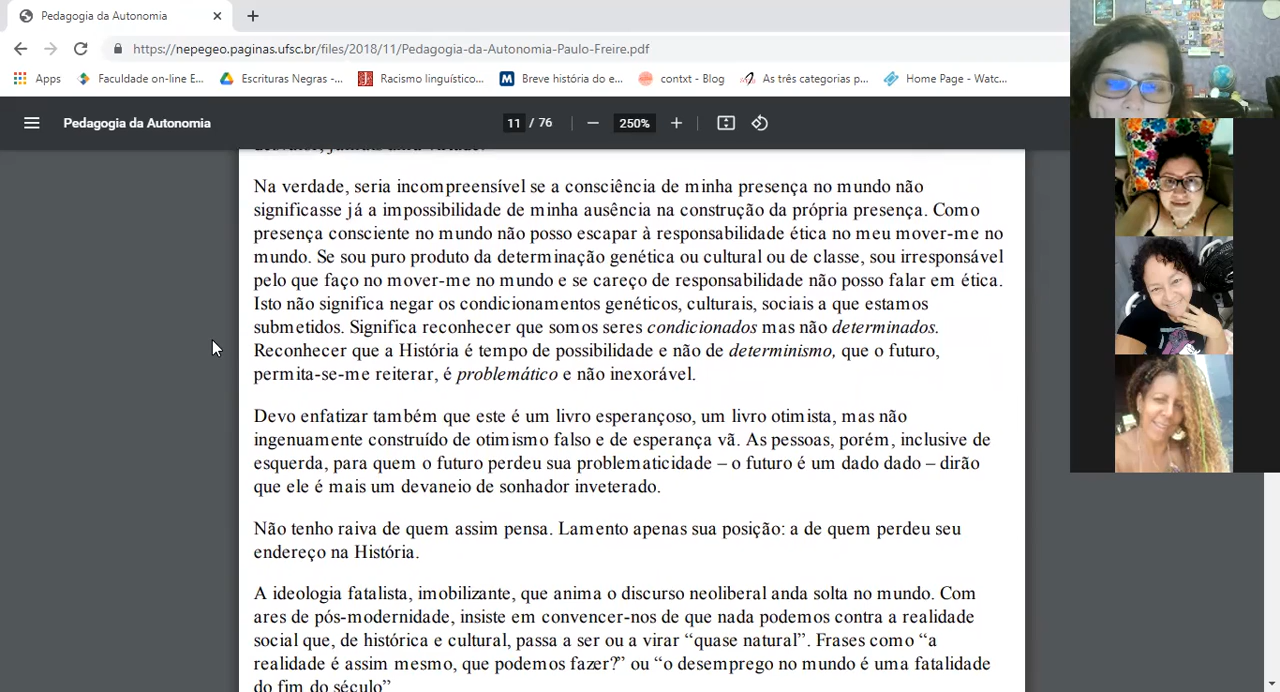 Pedagogia da Autonomia
https://nepegeo.paginas.ufsc.br/files/2018/11/Pedagogia-da-Autonomia-Paulo-Freire.pdf
Apps Faculdade on-line E... Escrituras Negras -... Racismo linguístico... Breve história do e... contxt - Blog As três categorias p... Home Page - Watc...
Pedagogia da Autonomia 11 / 76 250%
Na verdade, seria incompreensível se a consciência de minha presença no mundo não
significasse já a impossibilidade de minha ausência na construção da própria presença. Como
presença consciente no mundo não posso escapar à responsabilidade ética no meu mover-me no
mundo. Se sou puro produto da determinação genética ou cultural ou de classe, sou irresponsável
pelo que faço no mover-me no mundo e se careço de responsabilidade não posso falar em ética.
Isto não significa negar os condicionamentos genéticos, culturais, sociais a que estamos
submetidos. Significa reconhecer que somos seres condicionados mas não determinados.
Reconhecer que a História é tempo de possibilidade e não de determinismo, que o futuro,
permita-se-me reiterar, é problemático e não inexorável.
Devo enfatizar também que este é um livro esperançoso, um livro otimista, mas não
ingenuamente construído de otimismo falso e de esperança vã. As pessoas, porém, inclusive de
esquerda, para quem o futuro perdeu sua problematicidade – o futuro é um dado dado – dirão
que ele é mais um devaneio de sonhador inveterado.
Não tenho raiva de quem assim pensa. Lamento apenas sua posição: a de quem perdeu seu
endereço na História.
A ideologia fatalista, imobilizante, que anima o discurso neoliberal anda solta no mundo. Com
ares de pós-modernidade, insiste em convencer-nos de que nada podemos contra a realidade
social que, de histórica e cultural, passa a ser ou a virar “quase natural”. Frases como “a
realidade é assim mesmo, que podemos fazer?” ou “o desemprego no mundo é uma fatalidade
do fim do século”